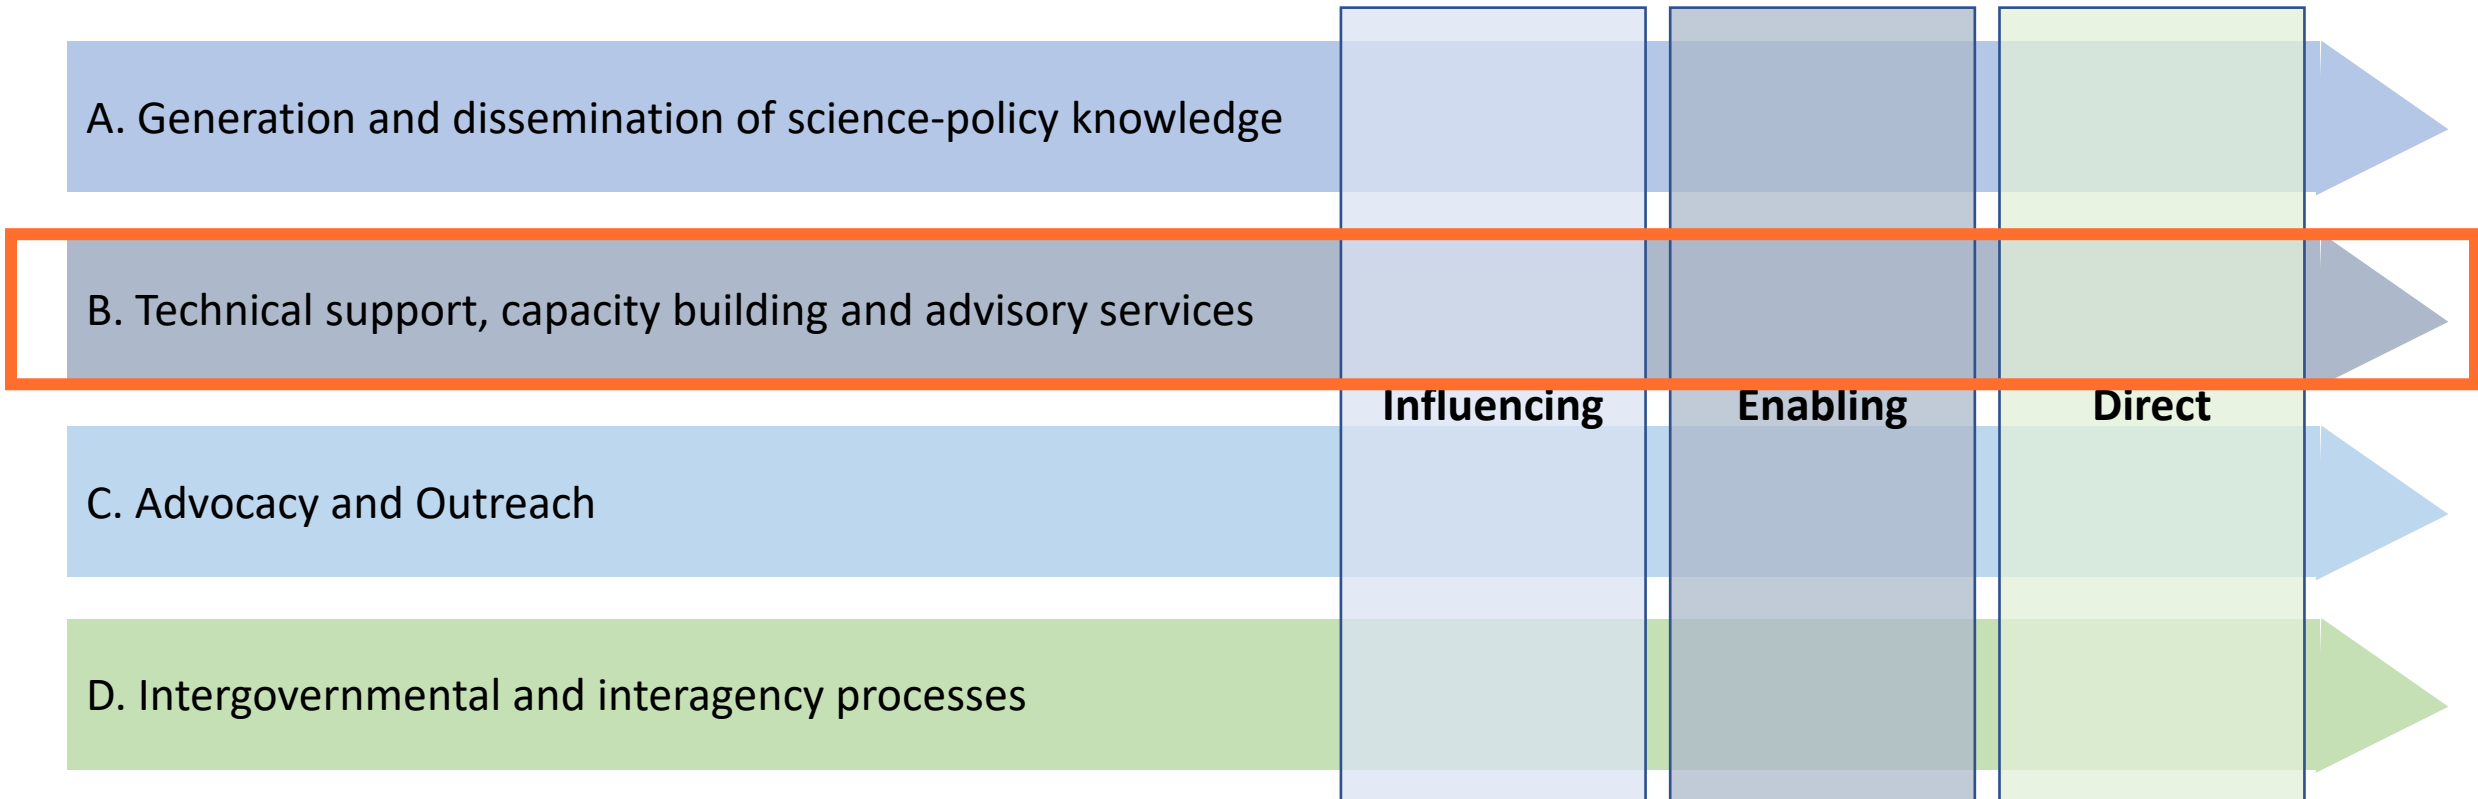 A. Generation and dissemination of science-policy knowledge
B. Technical support, capacity building and advisory services
Influencing
Enabling
Direct
C. Advocacy and Outreach
D. Intergovernmental and interagency processes